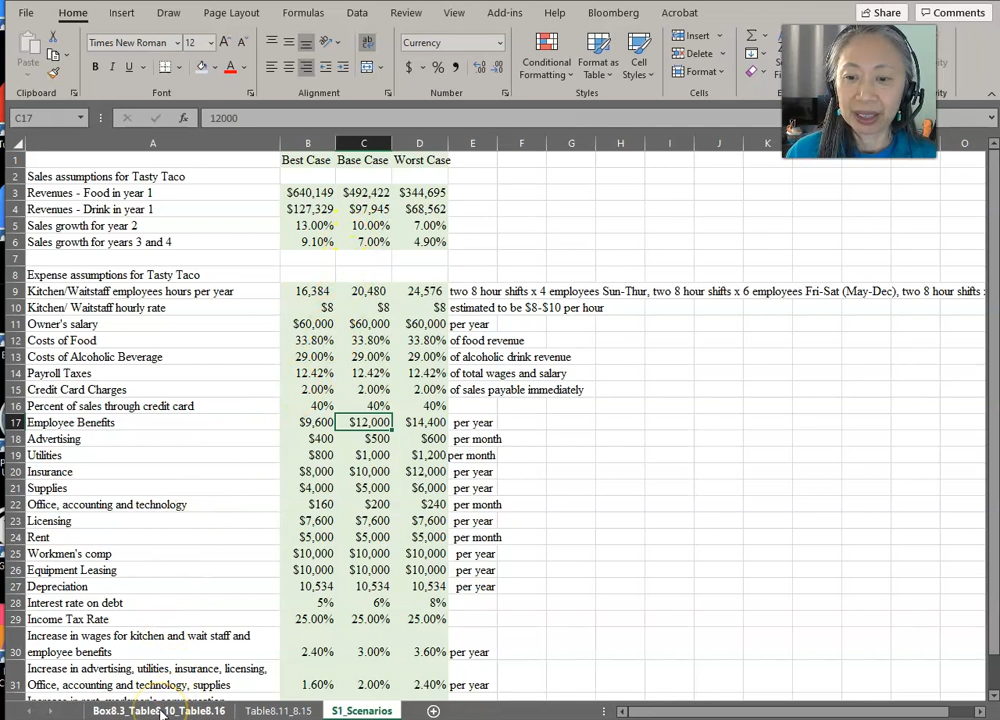 File Home Insert Draw Page Layout Formulas Data Review View Add-ins Help Bloomberg Acrobat Share Comments
Paste Times New Roman 12 A A Currency Insert
B I U A $ % , Conditional Formatting Format as Table Cell Styles Delete Format
Clipboard Font Alignment Number Styles Cells
C17 fx 12000
A B C D E F G H I J K L O
1 Best Case Base Case Worst Case
2 Sales assumptions for Tasty Taco
3 Revenues - Food in year 1 $640,149 $492,422 $344,695
4 Revenues - Drink in year 1 $127,329 $97,945 $68,562
5 Sales growth for year 2 13.00% 10.00% 7.00%
6 Sales growth for years 3 and 4 9.10% 7.00% 4.90%
7
8 Expense assumptions for Tasty Taco
9 Kitchen/Waitstaff employees hours per year 16,384 20,480 24,576 two 8 hour shifts x 4 employees Sun-Thur, two 8 hour shifts x 6 employees Fri-Sat (May-Dec), two 8 hour shifts
10 Kitchen/ Waitstaff hourly rate $8 $8 $8 estimated to be $8-$10 per hour
11 Owner's salary $60,000 $60,000 $60,000 per year
12 Costs of Food 33.80% 33.80% 33.80% of food revenue
13 Costs of Alcoholic Beverage 29.00% 29.00% 29.00% of alcoholic drink revenue
14 Payroll Taxes 12.42% 12.42% 12.42% of total wages and salary
15 Credit Card Charges 2.00% 2.00% 2.00% of sales payable immediately
16 Percent of sales through credit card 40% 40% 40%
17 Employee Benefits $9,600 $12,000 $14,400 per year
18 Advertising $400 $500 $600 per month
19 Utilities $800 $1,000 $1,200 per month
20 Insurance $8,000 $10,000 $12,000 per year
21 Supplies $4,000 $5,000 $6,000 per year
22 Office, accounting and technology $160 $200 $240 per month
23 Licensing $7,600 $7,600 $7,600 per year
24 Rent $5,000 $5,000 $5,000 per month
25 Workmen's comp $10,000 $10,000 $10,000 per year
26 Equipment Leasing $10,000 $10,000 $10,000 per year
27 Depreciation 10,534 10,534 10,534 per year
28 Interest rate on debt 5% 6% 8%
29 Income Tax Rate 25.00% 25.00% 25.00%
Increase in wages for kitchen and wait staff and
30 employee benefits 2.40% 3.00% 3.60% per year
Increase in advertising, utilities, insurance, licensing,
31 Office, accounting and technology, supplies 1.60% 2.00% 2.40% per year
Box8.3_Table8.10_Table8.16 Table8.11_8.15 S1_Scenarios